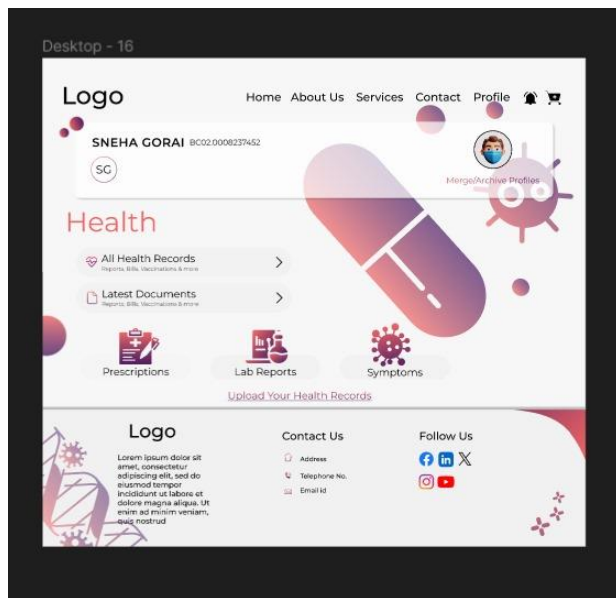 Desktop - 16
Logo
Home About Us Services Contact Profile
SNEHA GORAI BC02.0008237452
SG
Merge/Archive Profiles
Health
All Health Records
Reports, Bills, Vaccinations & more
Latest Documents
Reports, Bills, Vaccinations & more
Prescriptions
Lab Reports
Symptoms
Upload Your Health Records
Logo
Lorem ipsum dolor sit
amet, consectetur
adipiscing elit, sed do
eiusmod tempor
incididunt ut labore et
dolore magna aliqua. Ut
enim ad minim veniam,
quis nostrud
Contact Us
Address
Telephone No.
Email id
Follow Us